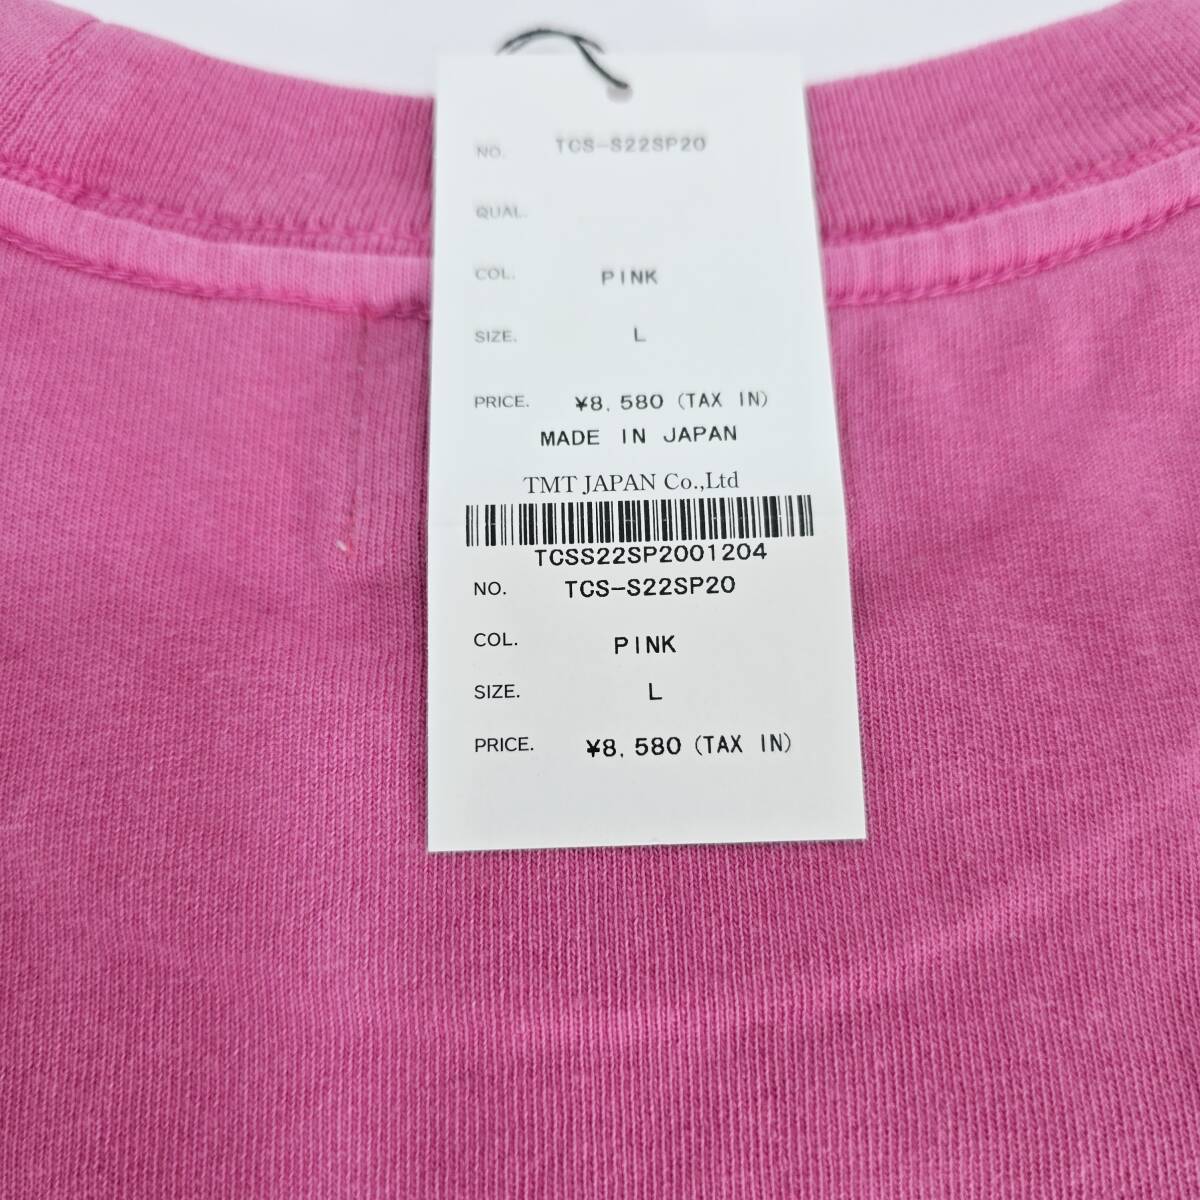 NO. TCS-S22SP20
QUAL.
COL. PINK
SIZE. L
PRICE. ¥8,580 (TAX IN)
MADE IN JAPAN
TMT JAPAN Co.,Ltd
TCSS22SP2001204
NO. TCS-S22SP20
COL. PINK
SIZE. L
PRICE. ¥8,580 (TAX IN)